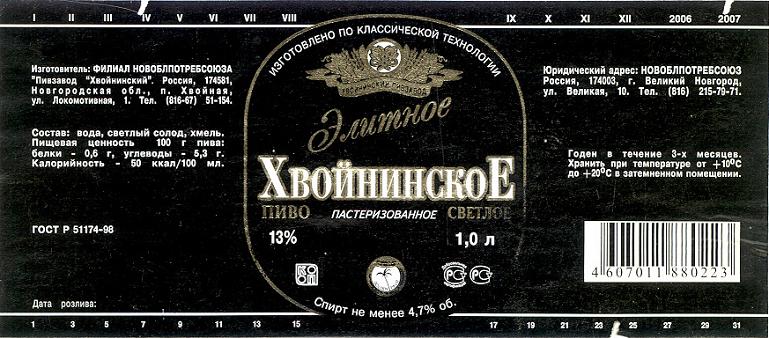 I II III IV V VI VII VIII IX X XI XII 2006 2007
Изготовитель: ФИЛИАЛ НОВОБЛПОТРЕБСОЮЗА
"Пивзавод "Хвойнинский". Россия, 174581,
Новгородская обл., п. Хвойная,
ул. Локомотивная, 1. Тел. (816-67) 51-154.
Состав: вода, светлый солод, хмель.
Пищевая ценность 100 г пива:
белки - 0,6 г, углеводы - 5,3 г.
Калорийность - 50 ккал/100 мл.
ГОСТ Р 51174-98
Дата розлива:
ИЗГОТОВЛЕНО ПО КЛАССИЧЕСКОЙ ТЕХНОЛОГИИ
ХВОЙНИНСКИЙ ПИВЗАВОД
Элитное
ХВОЙНИНСКОЕ
ПИВО ПАСТЕРИЗОВАННОЕ СВЕТЛОЕ
13% 1,0 л
РСТ РСТ
Спирт не менее 4,7% об.
Юридический адрес: НОВОБЛПОТРЕБСОЮЗ
Россия, 174003, г. Великий Новгород,
ул. Великая, 10. Тел. (816) 215-79-71.
Годен в течение 3-х месяцев.
Хранить при температуре от +10⁰С
до +20⁰С в затемненном помещении.
4 607011 880223
1 3 5 7 9 11 13 15 17 19 21 23 25 27 29 31